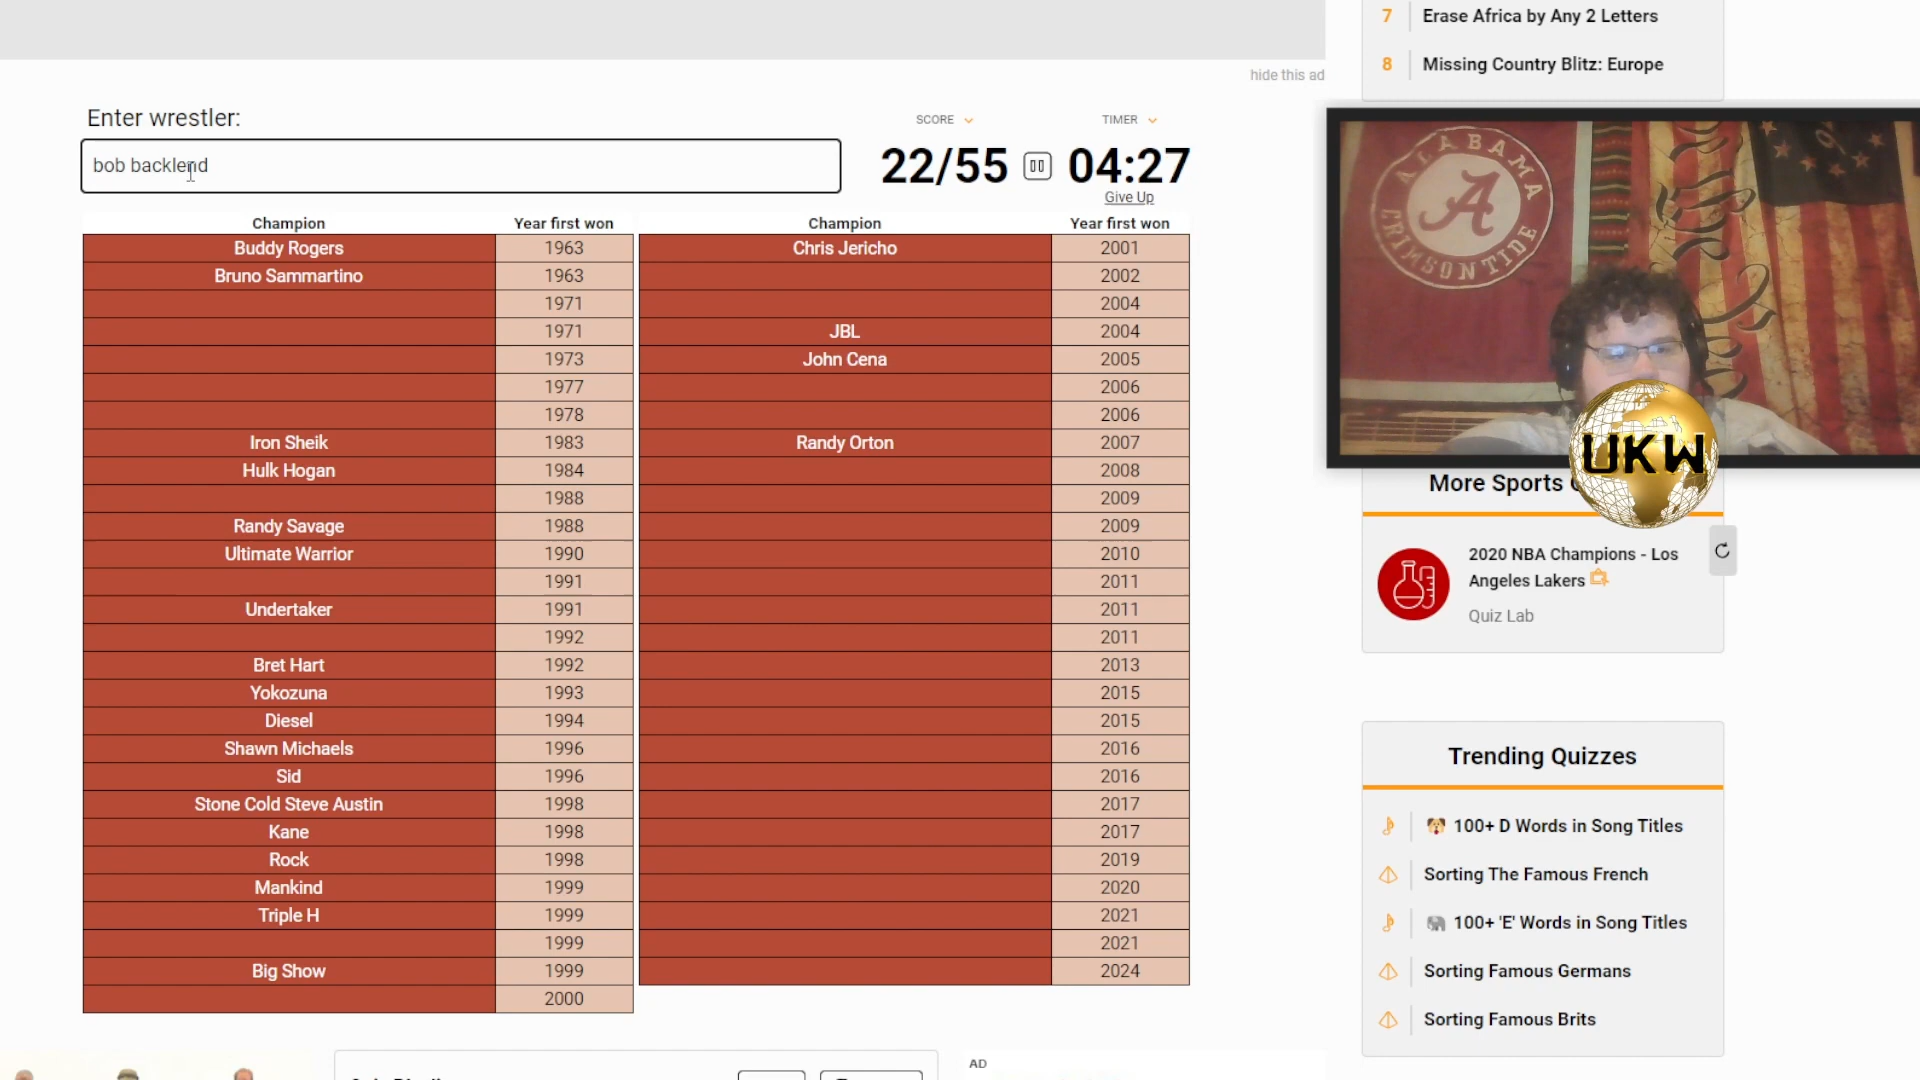 7 Erase Africa by Any 2 Letters
8 Missing Country Blitz: Europe
hide this ad
Enter wrestler:
bob backlend
SCORE
TIMER
22/55
04:27
Give Up
Champion Year first won Champion Year first won
Buddy Rogers 1963 Chris Jericho 2001
Bruno Sammartino 1963 2002
1971 2004
1971 JBL 2004
1973 John Cena 2005
1977 2006
1978 2006
Iron Sheik 1983 Randy Orton 2007
Hulk Hogan 1984 2008
1988 2009
Randy Savage 1988 2009
Ultimate Warrior 1990 2010
1991 2011
Undertaker 1991 2011
1992 2011
Bret Hart 1992 2013
Yokozuna 1993 2015
Diesel 1994 2015
Shawn Michaels 1996 2016
Sid 1996 2016
Stone Cold Steve Austin 1998 2017
Kane 1998 2017
Rock 1998 2019
Mankind 1999 2020
Triple H 1999 2021
1999 2021
Big Show 1999 2024
2000
ALABAMA
A
CRIMSON TIDE
UKW
More Sports
2020 NBA Champions - Los
Angeles Lakers
Quiz Lab
Trending Quizzes
100+ D Words in Song Titles
Sorting The Famous French
100+ 'E' Words in Song Titles
Sorting Famous Germans
Sorting Famous Brits
AD